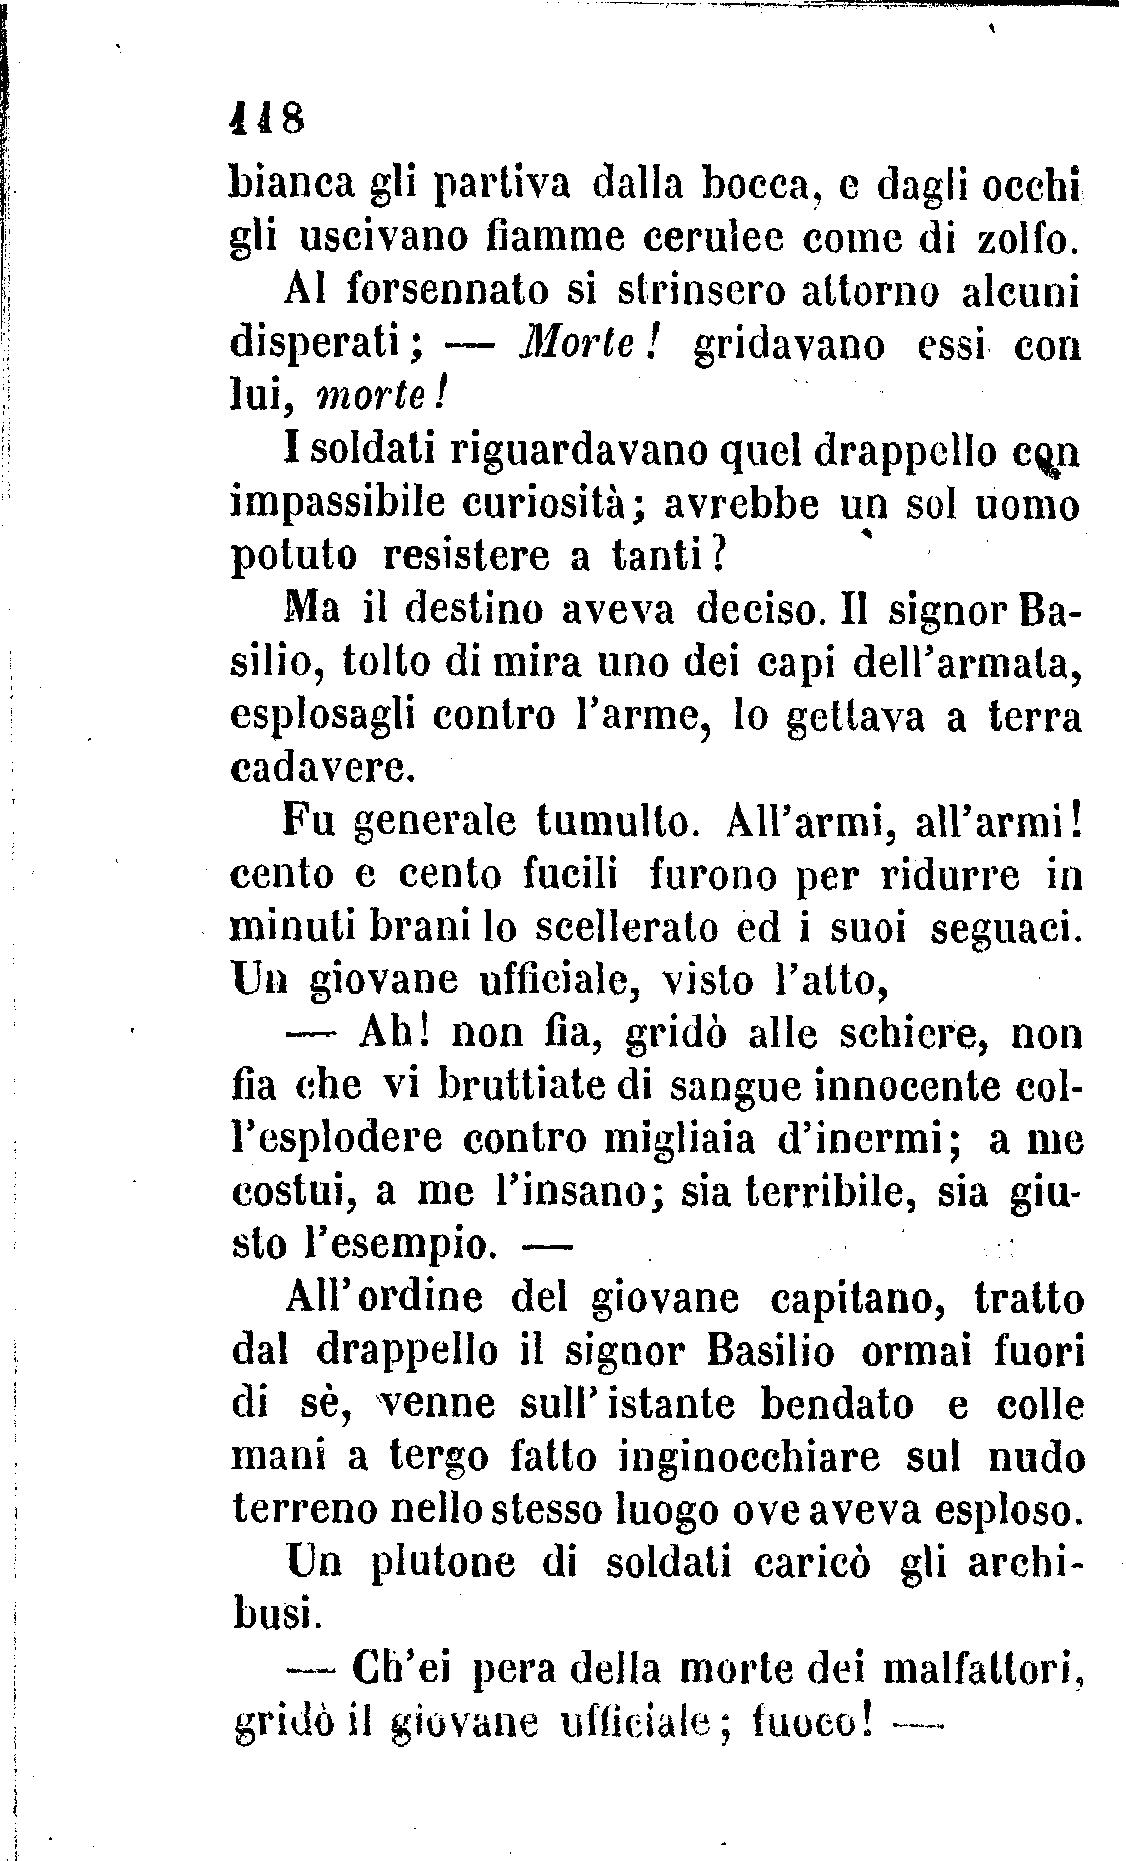 118
bianca gli partiva dalla bocca, e dagli occhi
gli uscivano fiamme cerulee come di zolfo.
Al forsennato si strinsero attorno alcuni
disperati; — Morte! gridavano essi con
lui, morte!
I soldati riguardavano quel drappello con
impassibile curiosità; avrebbe un sol uomo
potuto resistere a tanti?
Ma il destino aveva deciso. Il signor Ba-
silio, tolto di mira uno dei capi dell'armata,
esplosagli contro l'arme, lo gettava a terra
cadavere.
Fu generale tumulto. All'armi, all'armi!
cento e cento fucili furono per ridurre in
minuti brani lo scellerato ed i suoi seguaci.
Un giovane ufficiale, visto l'atto,
— Ah! non fia, gridò alle schiere, non
fia che vi bruttiate di sangue innocente col-
l'esplodere contro migliaia d'inermi; a me
costui, a me l'insano; sia terribile, sia giu-
sto l'esempio. —
All'ordine del giovane capitano, tratto
dal drappello il signor Basilio ormai fuori
di sè, venne sull'istante bendato e colle
mani a tergo fatto inginocchiare sul nudo
terreno nello stesso luogo ove aveva esploso.
Un plutone di soldati caricò gli archi-
busi.
— Ch'ei pera della morte dei malfattori,
gridò il giovane ufficiale; fuoco! —